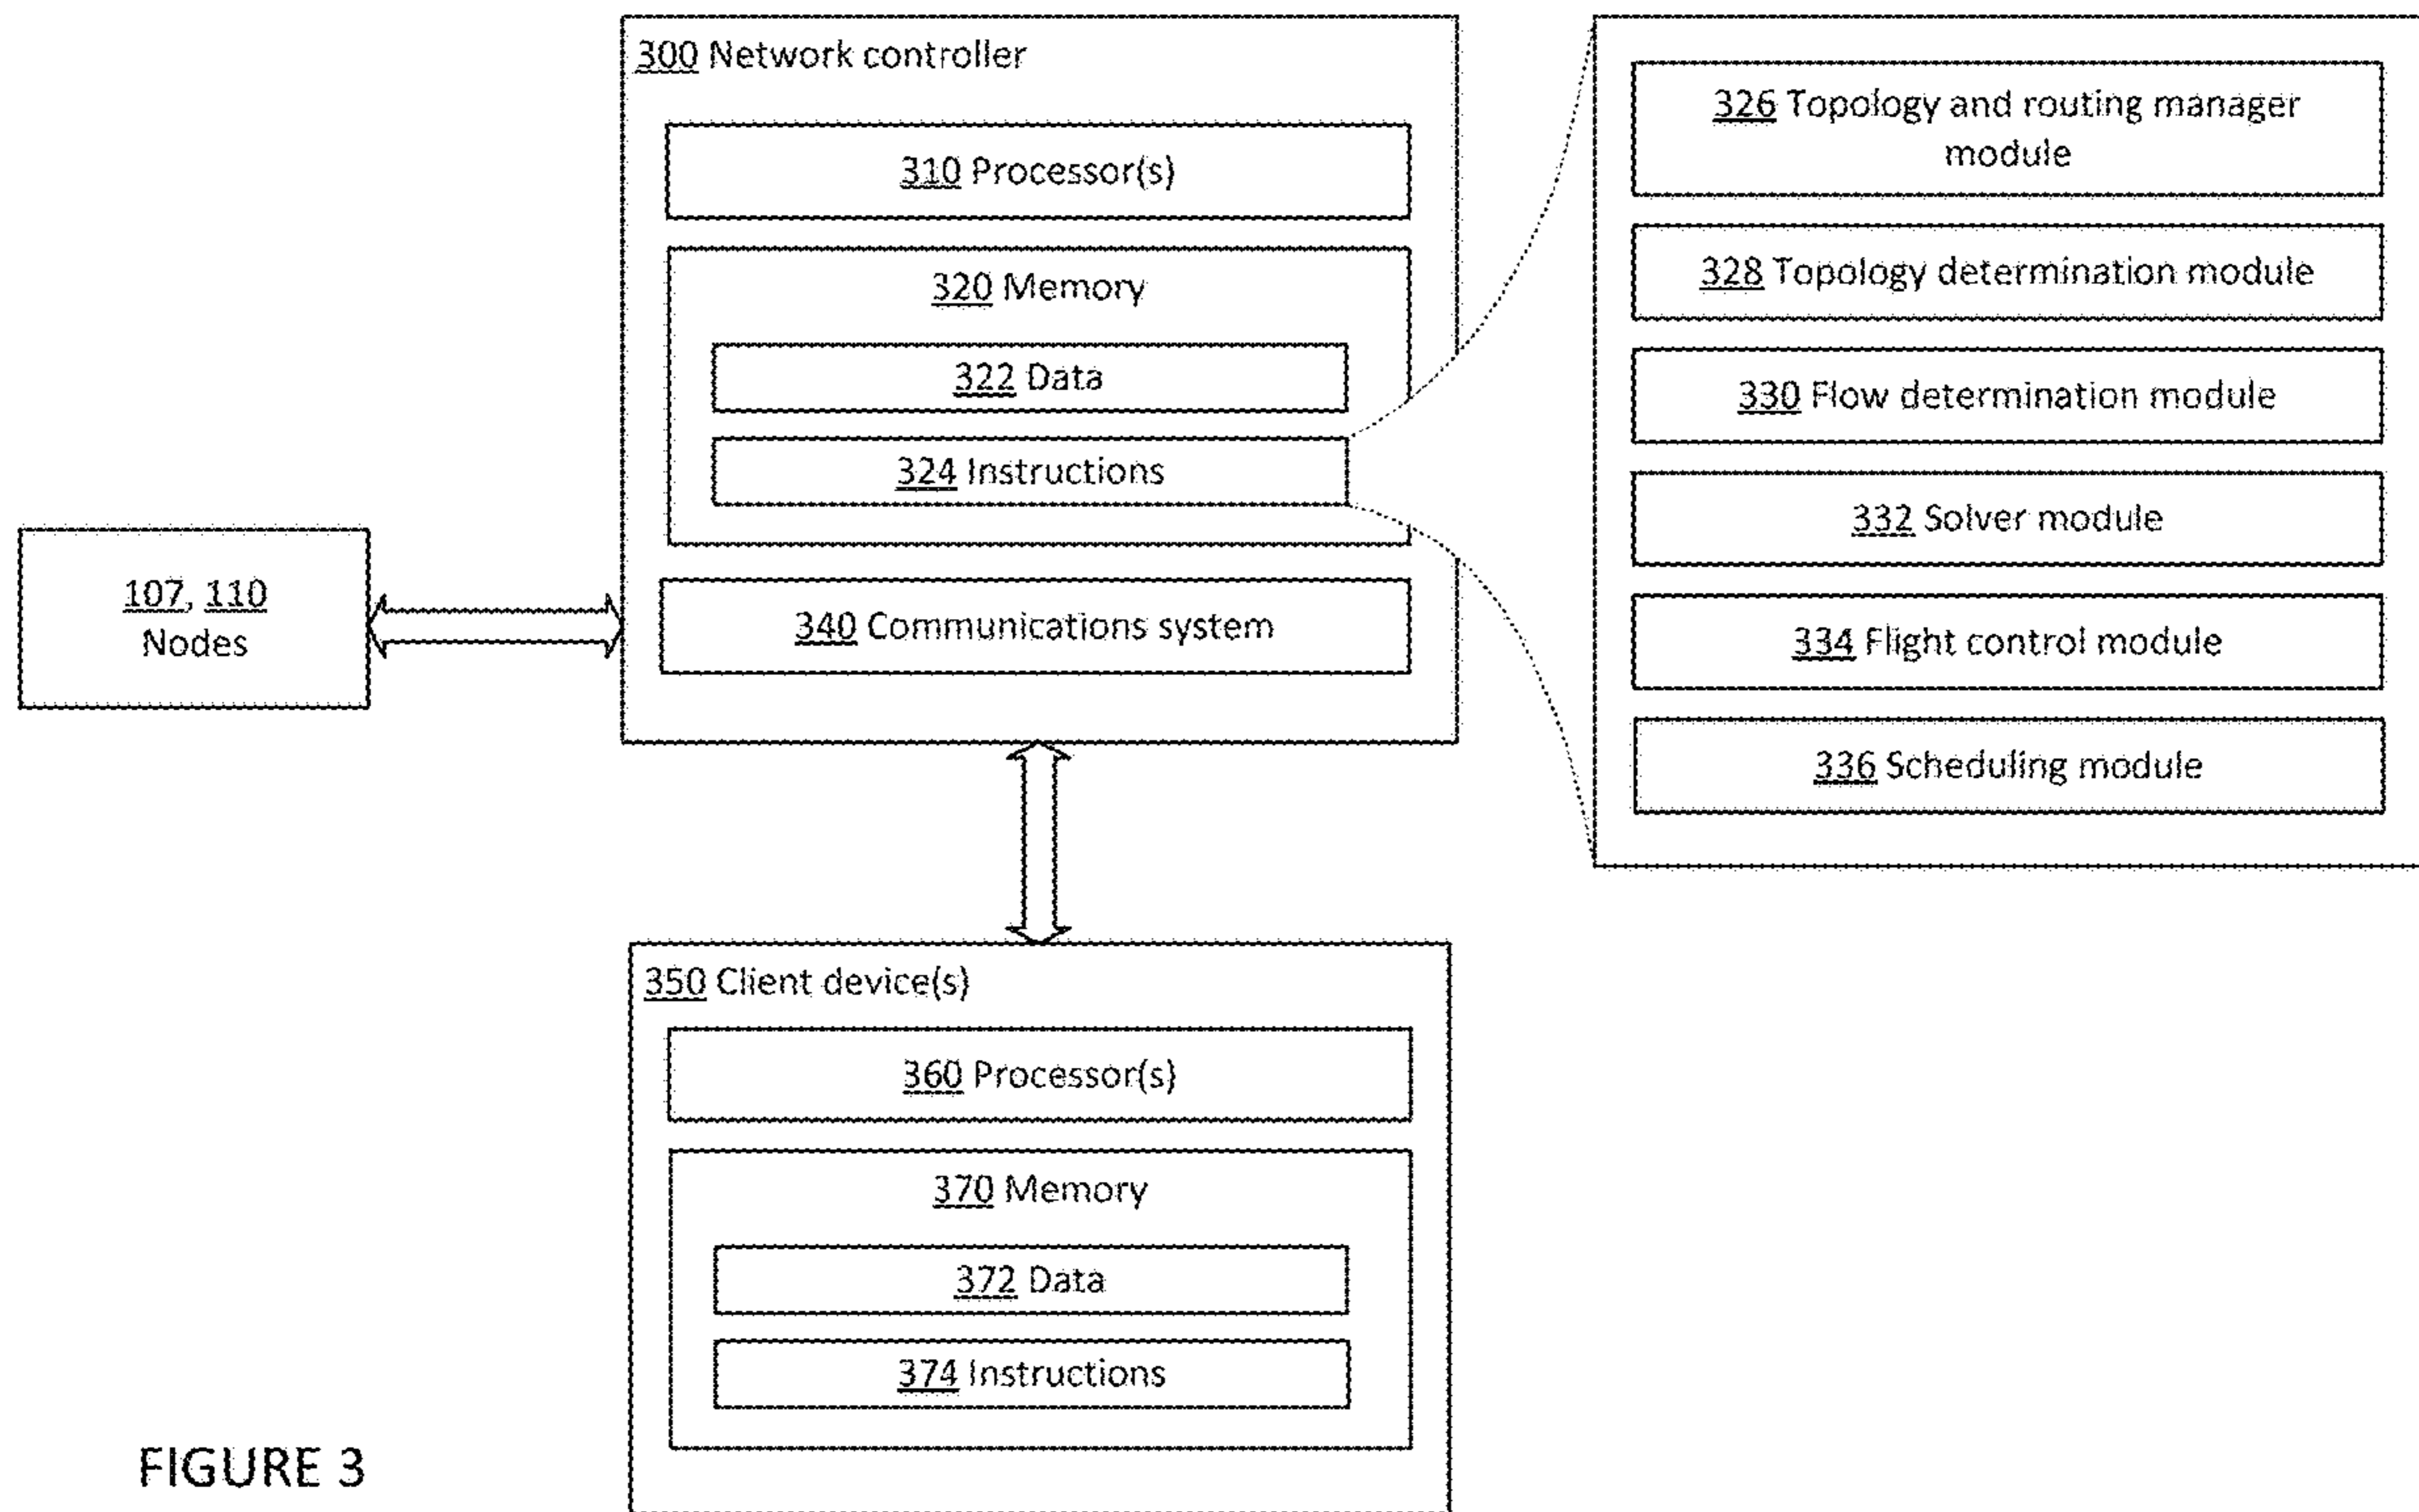 300 Network controller
310 Processor(s)
320 Memory
322 Data
324 Instructions
340 Communications system
326 Topology and routing manager
module
328 Topology determination module
330 Flow determination module
332 Solver module
334 Flight control module
336 Scheduling module
107, 110
Nodes
350 Client device(s)
360 Processor(s)
370 Memory
372 Data
374 Instructions
FIGURE 3